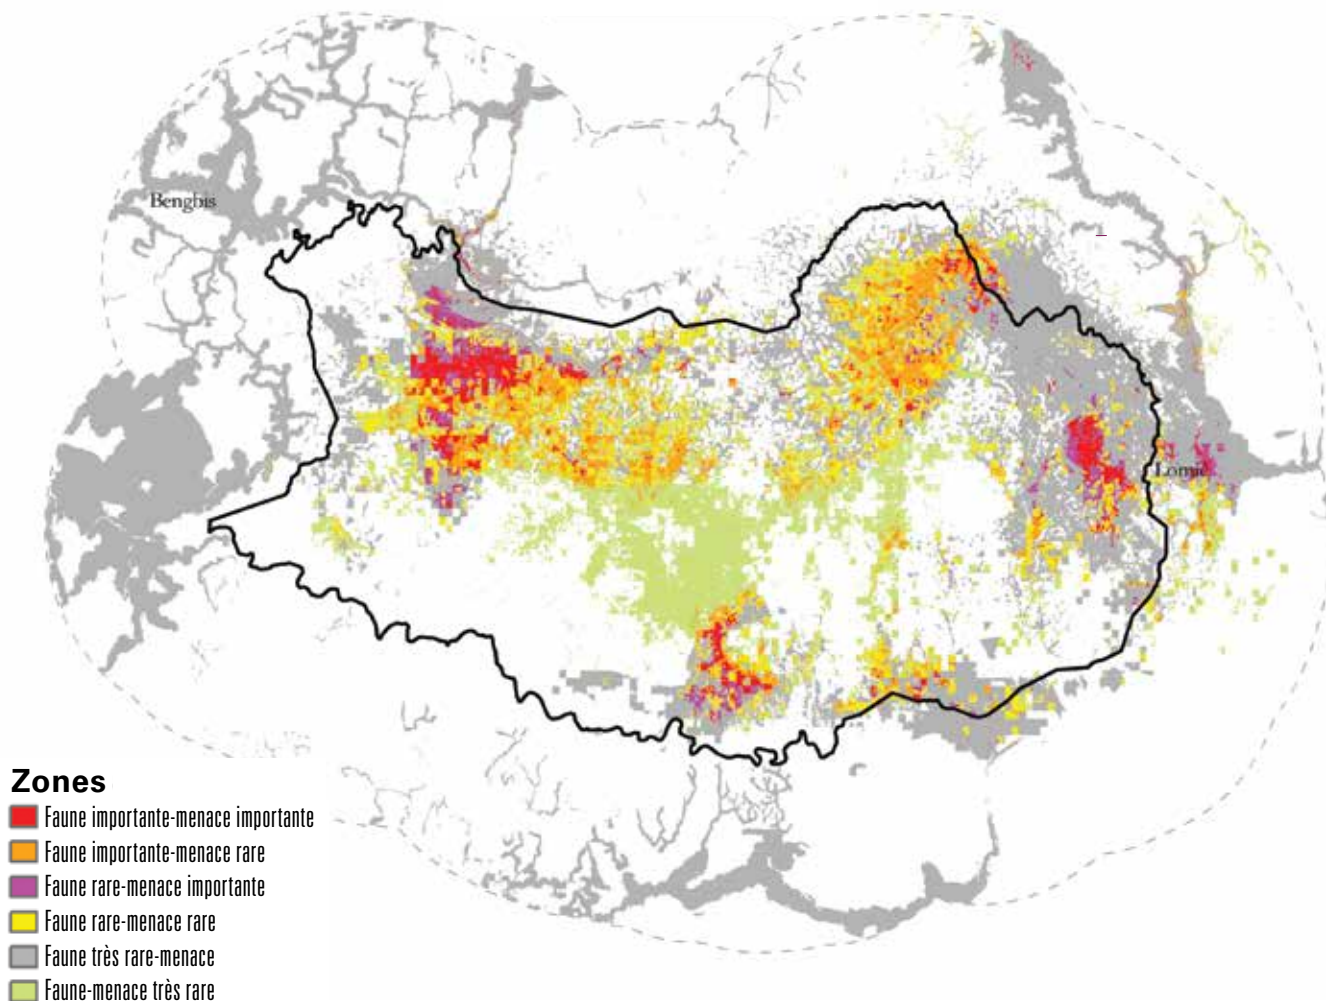 Bengbis
Lomié
Zones
Faune importante-menace importante
Faune importante-menace rare
Faune rare-menace importante
Faune rare-menace rare
Faune très rare-menace
Faune-menace très rare